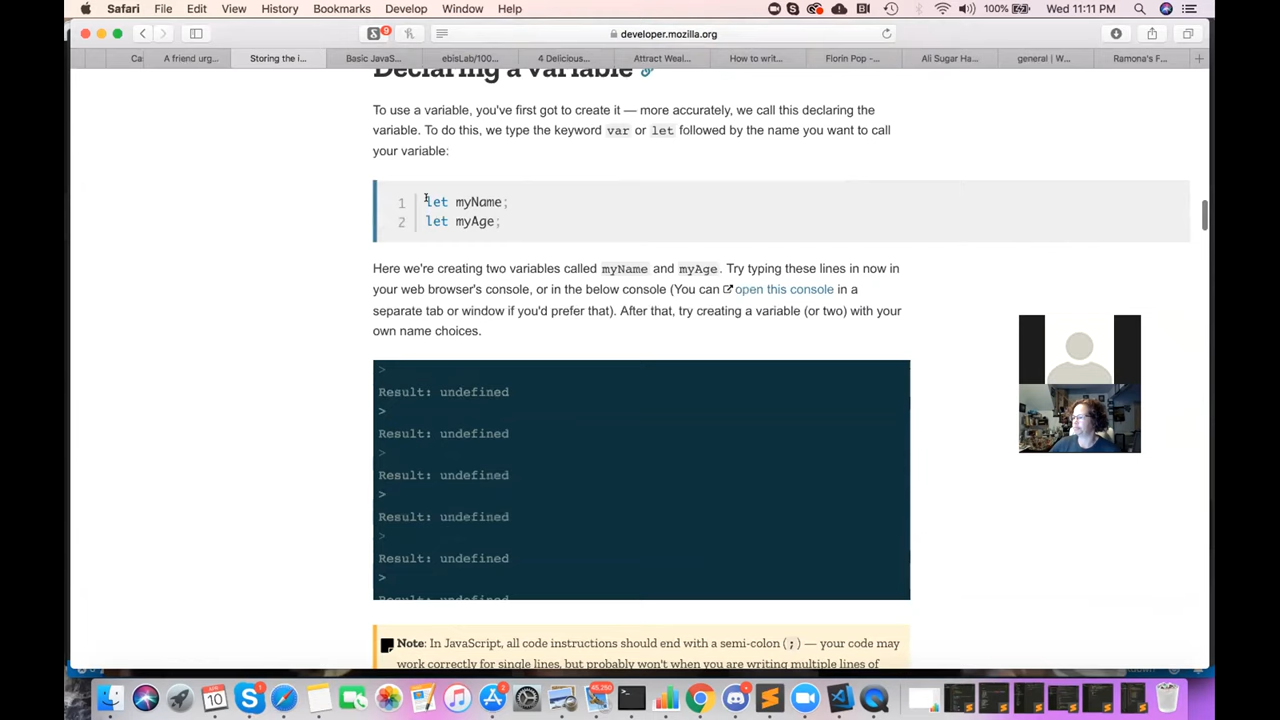 Safari File Edit View History Bookmarks Develop Window Help 100% Wed 11:11 PM
developer.mozilla.org
Ca A friend urg... Storing the i... Basic JavaS... ebisLab/100... 4 Delicious... Attract Weal... How to writ... Florin Pop -... Ali Sugar Ha... general | W... Ramona's F...
Declaring a variable
To use a variable, you've first got to create it — more accurately, we call this declaring the
variable. To do this, we type the keyword var or let followed by the name you want to call
your variable:
1 let myName;
2 let myAge;
Here we're creating two variables called myName and myAge. Try typing these lines in now in
your web browser's console, or in the below console (You can open this console in a
separate tab or window if you'd prefer that). After that, try creating a variable (or two) with your
own name choices.
>
Result: undefined
>
Result: undefined
>
Result: undefined
>
Result: undefined
>
Result: undefined
>
Result: undefined
Note: In JavaScript, all code instructions should end with a semi-colon (;) — your code may
work correctly for single lines, but probably won't when you are writing multiple lines of